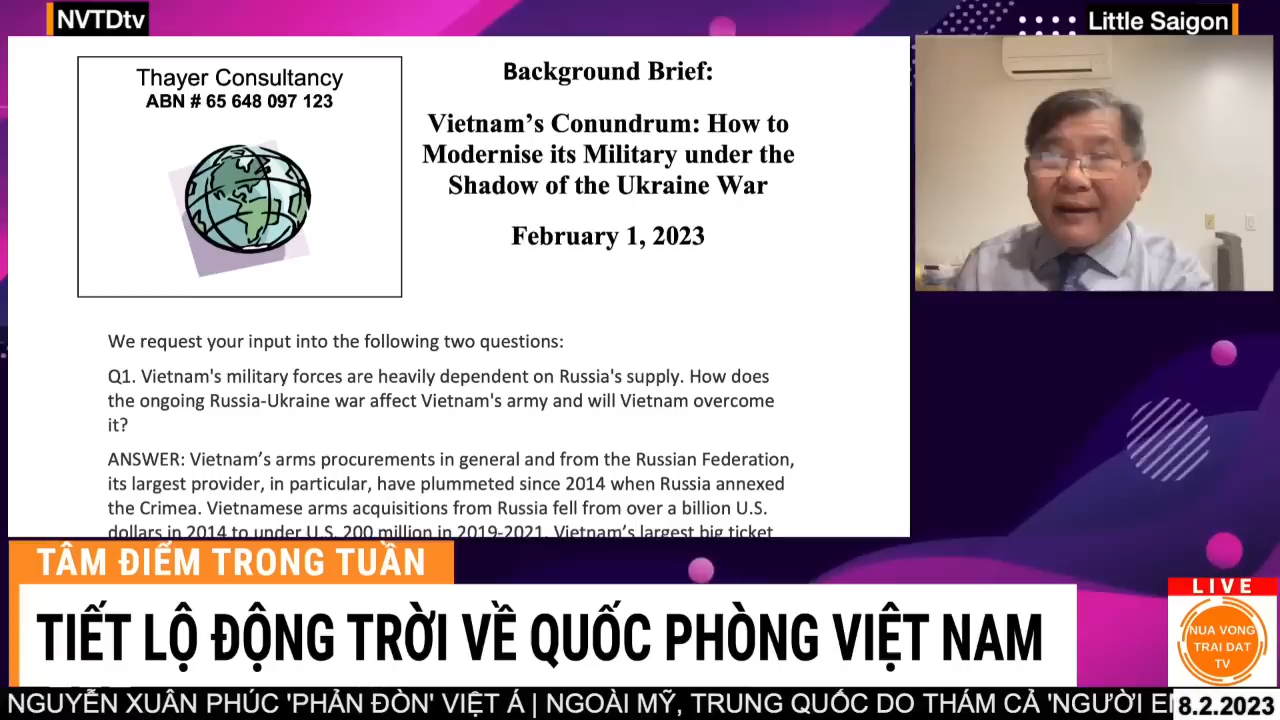 NVTDtv
Little Saigon
Thayer Consultancy
ABN # 65 648 097 123
Background Brief:
Vietnam’s Conundrum: How to
Modernise its Military under the
Shadow of the Ukraine War
February 1, 2023
We request your input into the following two questions:
Q1. Vietnam's military forces are heavily dependent on Russia's supply. How does
the ongoing Russia-Ukraine war affect Vietnam's army and will Vietnam overcome
it?
ANSWER: Vietnam’s arms procurements in general and from the Russian Federation,
its largest provider, in particular, have plummeted since 2014 when Russia annexed
the Crimea. Vietnamese arms acquisitions from Russia fell from over a billion U.S.
dollars in 2014 to under U.S. 200 million in 2019-2021. Vietnam’s largest big ticket
TÂM ĐIỂM TRONG TUẦN
TIẾT LỘ ĐỘNG TRỜI VỀ QUỐC PHÒNG VIỆT NAM
LIVE
NUA VONG
TRAI DAT
TV
NGUYỄN XUÂN PHÚC 'PHẢN ĐÒN' VIỆT Á | NGOÀI MỸ, TRUNG QUỐC DO THÁM CẢ 'NGƯỜI
8.2.2023